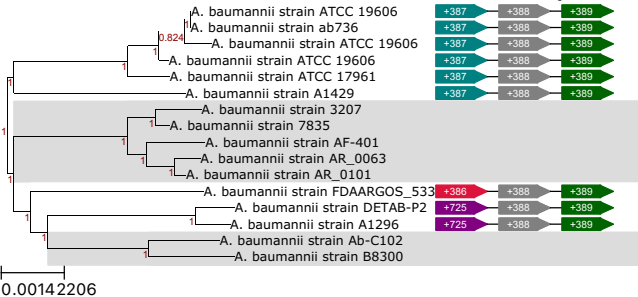 A. baumannii strain ATCC 19606 +387 +388 +389
A. baumannii strain ab736 +387 +388 +389
0.824
A. baumannii strain ATCC 19606 +387 +388 +389
1
A. baumannii strain ATCC 19606 +387 +388 +389
1
A. baumannii strain ATCC 17961 +387 +388 +389
1
A. baumannii strain A1429 +387 +388 +389
A. baumannii strain 3207
1
A. baumannii strain 7835
1
1
A. baumannii strain AF-401
1
A. baumannii strain AR_0063
1
A. baumannii strain AR_0101
1
A. baumannii strain FDAARGOS_533 +386 +388 +389
1
A. baumannii strain DETAB-P2 +725 +388 +389
1
A. baumannii strain A1296 +725 +388 +389
1
A. baumannii strain Ab-C102
1
A. baumannii strain B8300
0.00142206